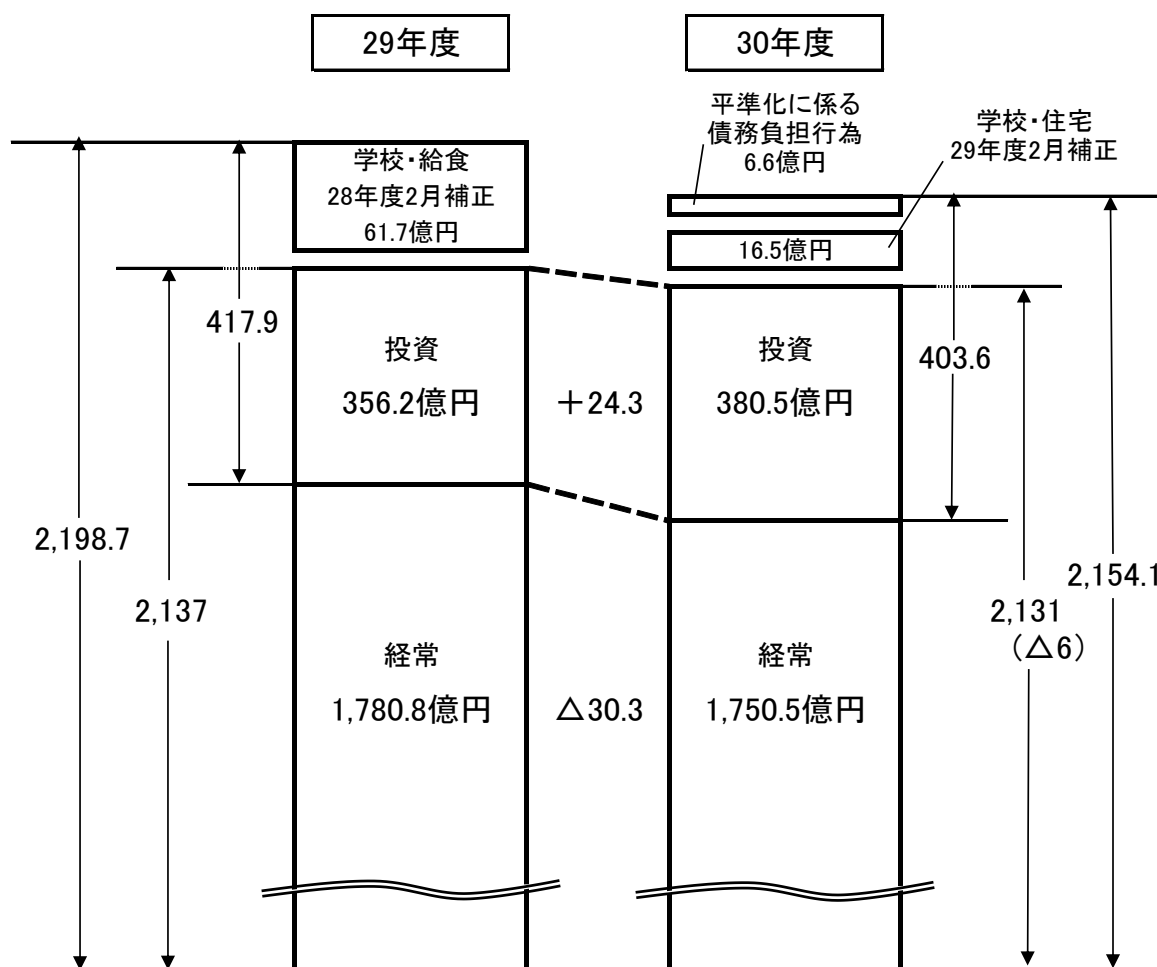 29年度
30年度
平準化に係る
債務負担行為
6.6億円
学校・住宅
29年度2月補正
学校・給食
28年度2月補正
61.7億円
16.5億円
417.9
投資
356.2億円
＋24.3
投資
380.5億円
403.6
2,198.7
2,137
2,154.1
2,131
（△6）
経常
1,780.8億円
△30.3
経常
1,750.5億円